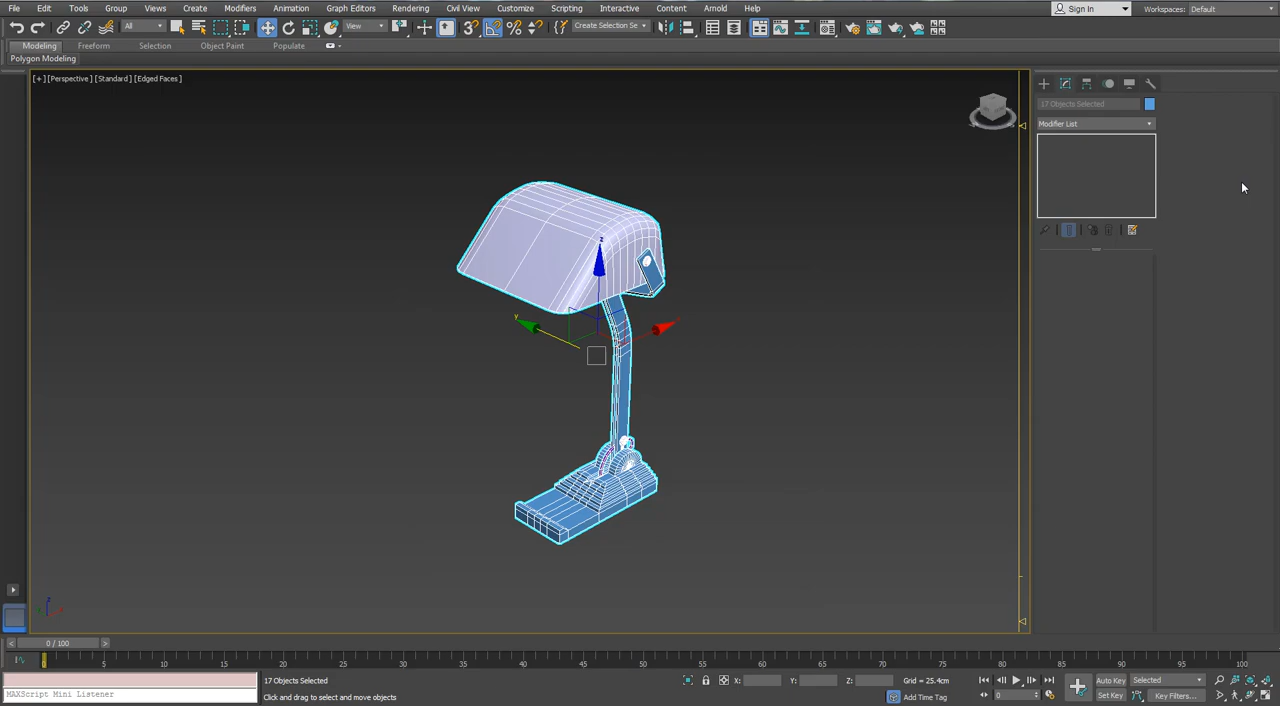 File Edit Tools Group Views Create Modifiers Animation Graph Editors Rendering Civil View Customize Scripting Interactive Content Arnold Help Sign In Workspaces: Default
All View Create Selection Se
Modeling Freeform Selection Object Paint Populate
Polygon Modeling
[+] [Perspective] [Standard] [Edged Faces]
17 Objects Selected
Modifier List
z
y
0 / 100
0 5 10 15 20 25 30 35 40 45 50 55 60 65 70 75 80 85 90 95 100
17 Objects Selected X: Y: Z: Grid = 25.4cm Auto Key Selected
MAXScript Mini Listener Click and drag to select and move objects Add Time Tag 0 Set Key Key Filters...